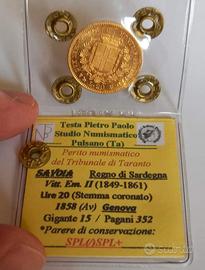 Testa Pietro Paolo
Studio Numismatico
Pulsano (Ta)
Perito numismatico
del Tribunale di Taranto
SAVOIA Regno di Sardegna
Vitt. Em. II (1849-1861)
Lire 20 (Stemma coronato)
1858 (Av) Genova
Gigante 15 / Pagani 352
*Parere di conservazione:
SPL(/)SPL+